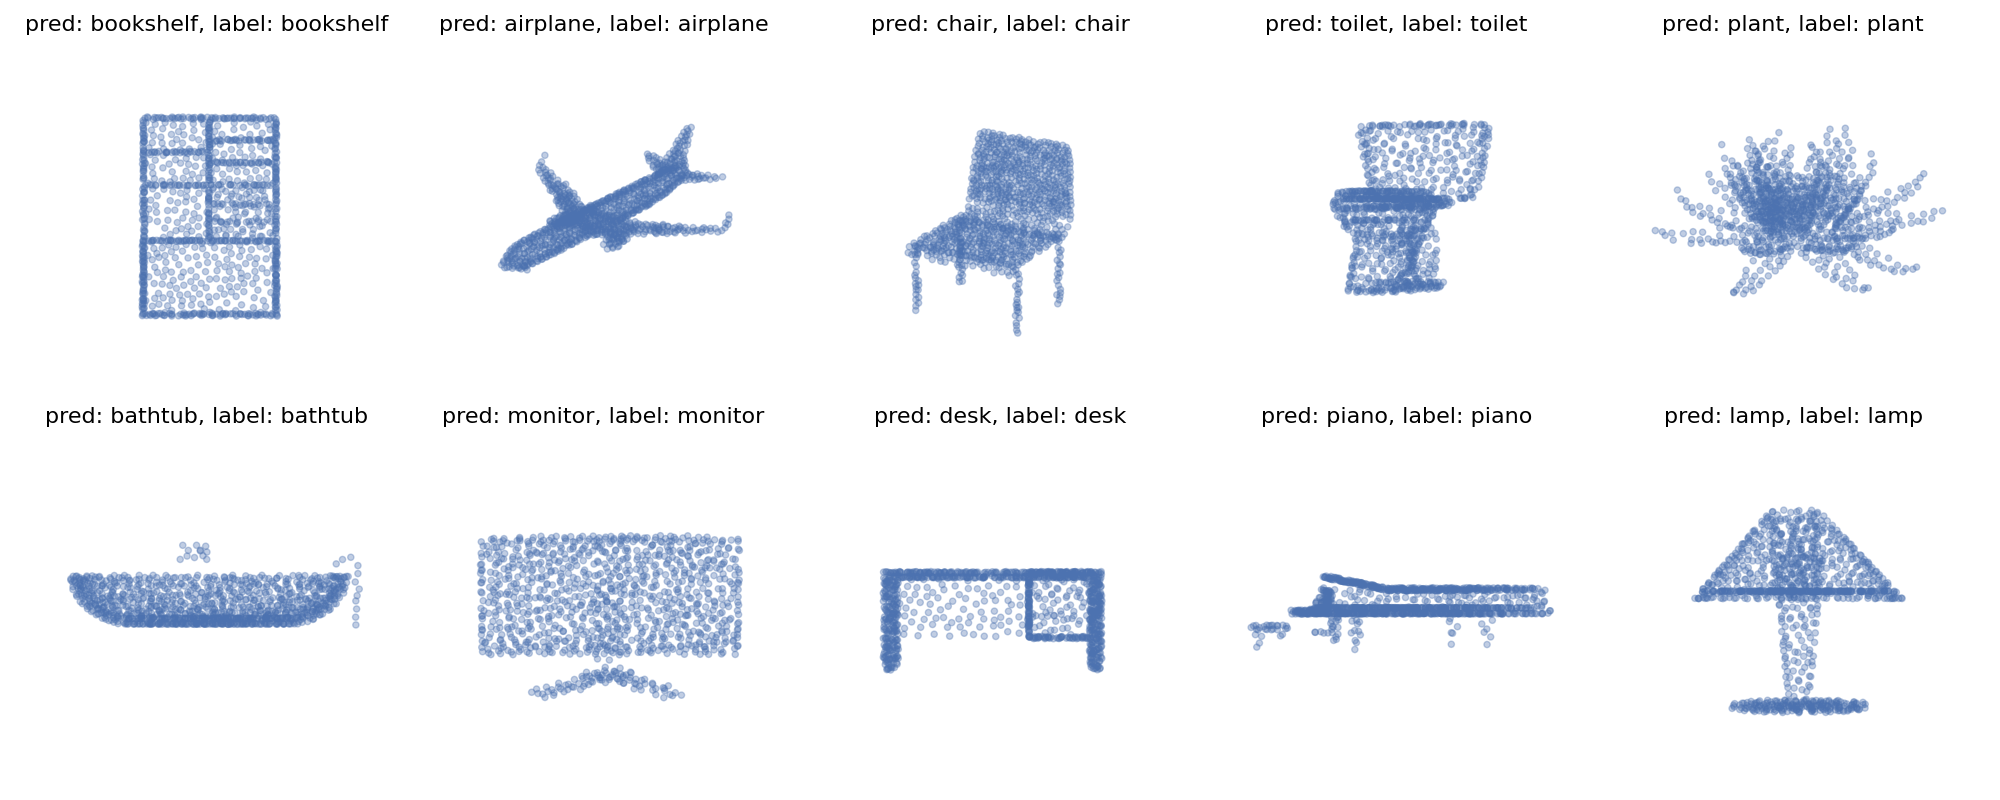 pred: bookshelf, label: bookshelf
pred: airplane, label: airplane
pred: chair, label: chair
pred: toilet, label: toilet
pred: plant, label: plant
pred: bathtub, label: bathtub
pred: monitor, label: monitor
pred: desk, label: desk
pred: piano, label: piano
pred: lamp, label: lamp